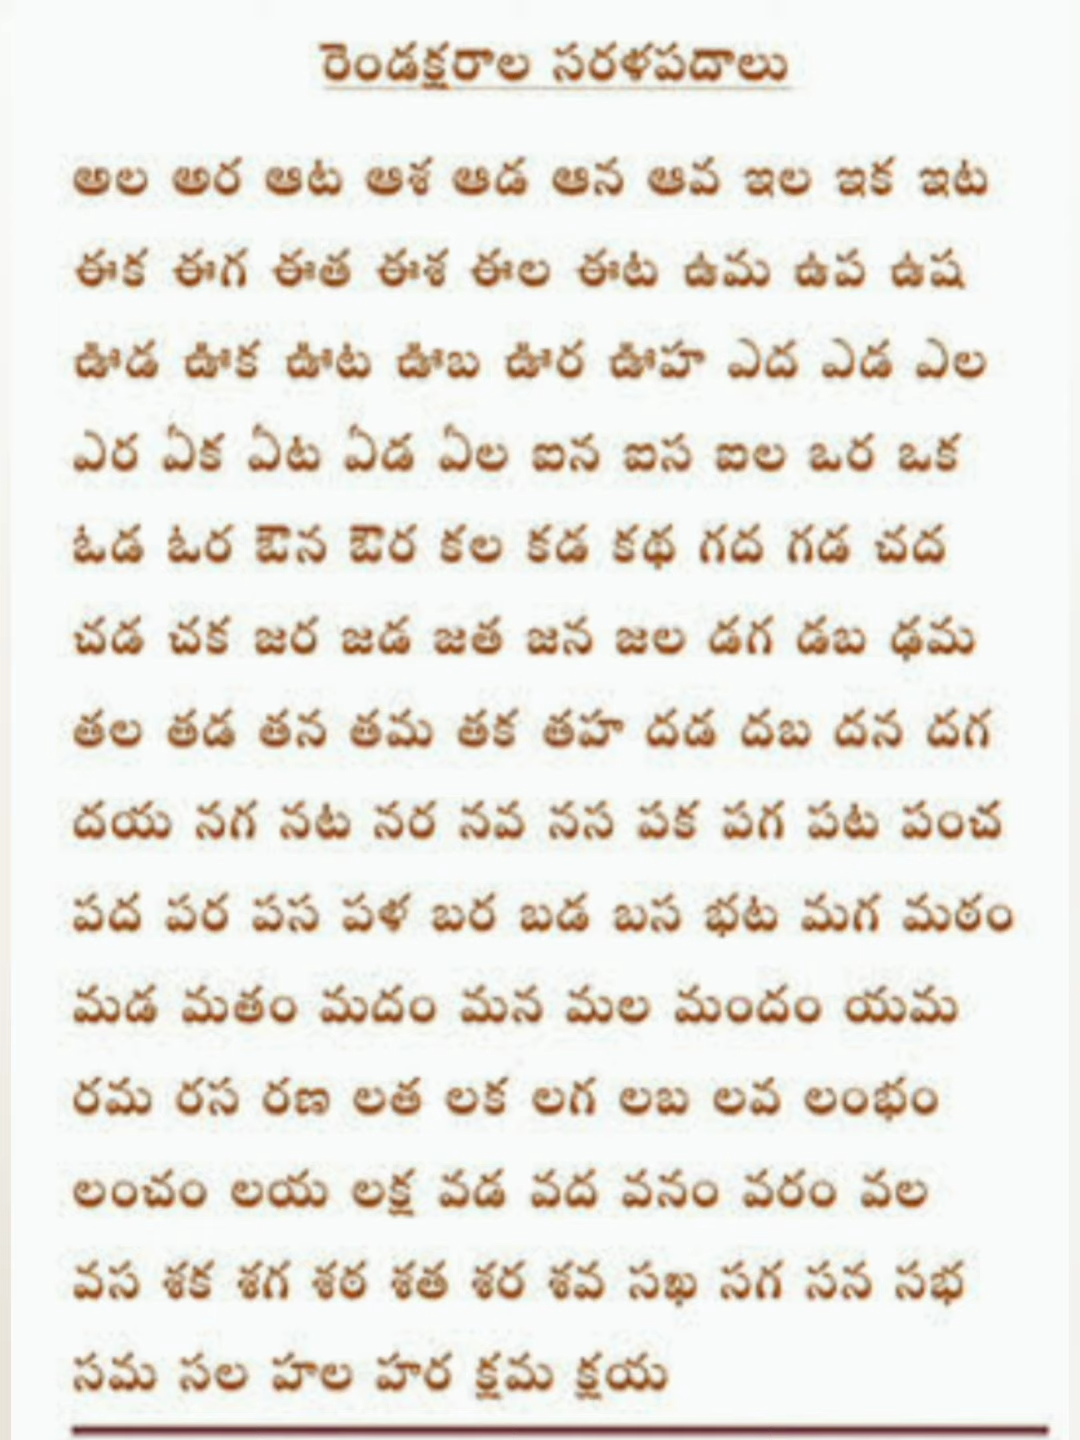 రెండక్షరాల సరళపదాలు
అల అర ఆట ఆశ ఆడ ఆన ఆవ ఇల ఇక ఇట
ఈక ఈగ ఈత ఈశ ఈల ఈట ఉమ ఉప ఉష
ఊడ ఊక ఊట ఊబ ఊర ఊహ ఎద ఎడ ఎల
ఎర ఏక ఏట ఏడ ఏల ఐన ఐస ఐల ఒర ఒక
ఓడ ఓర ఔన ఔర కల కడ కథ గద గడ చద
చడ చక జర జడ జత జన జల డగ డబ ఢమ
తల తడ తన తమ తక తహ దడ దబ దన దగ
దయ నగ నట నర నవ నస పక పగ పట పంచ
పద పర పస పళ బర బడ బస భట మగ మఠం
మడ మతం మదం మన మల మందం యమ
రమ రస రణ లత లక లగ లబ లవ లంభం
లంచం లయ లక్ష వడ వద వనం వరం వల
వస శక శగ శఠ శత శర శవ సఖ సగ సన సభ
సమ సల హల హర క్షమ క్షయ